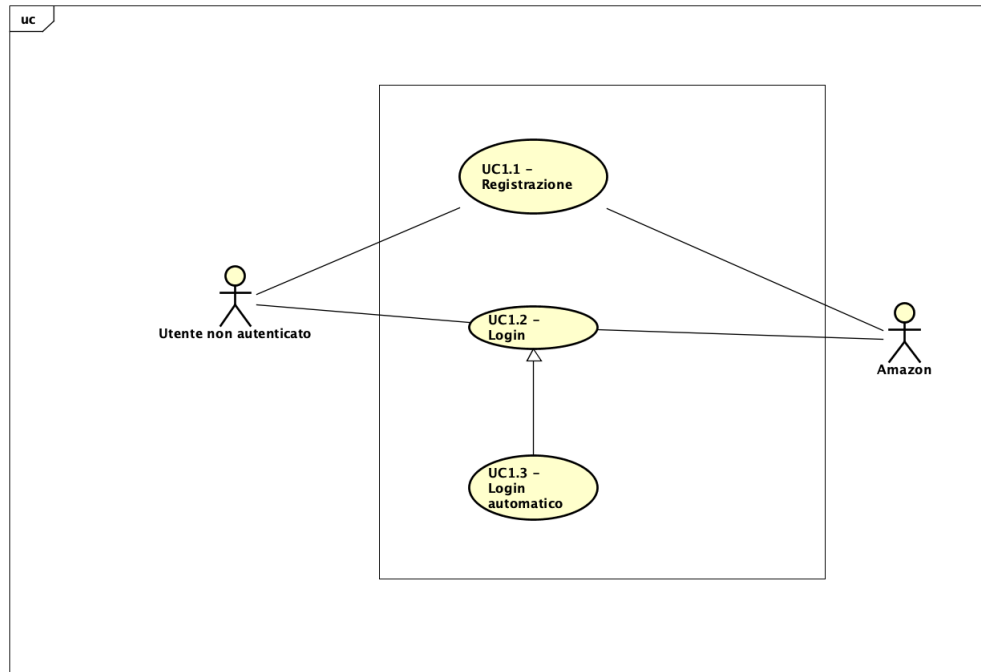 uc
UC1.1 –
Registrazione
Utente non autenticato
UC1.2 –
Login
Amazon
UC1.3 –
Login
automatico